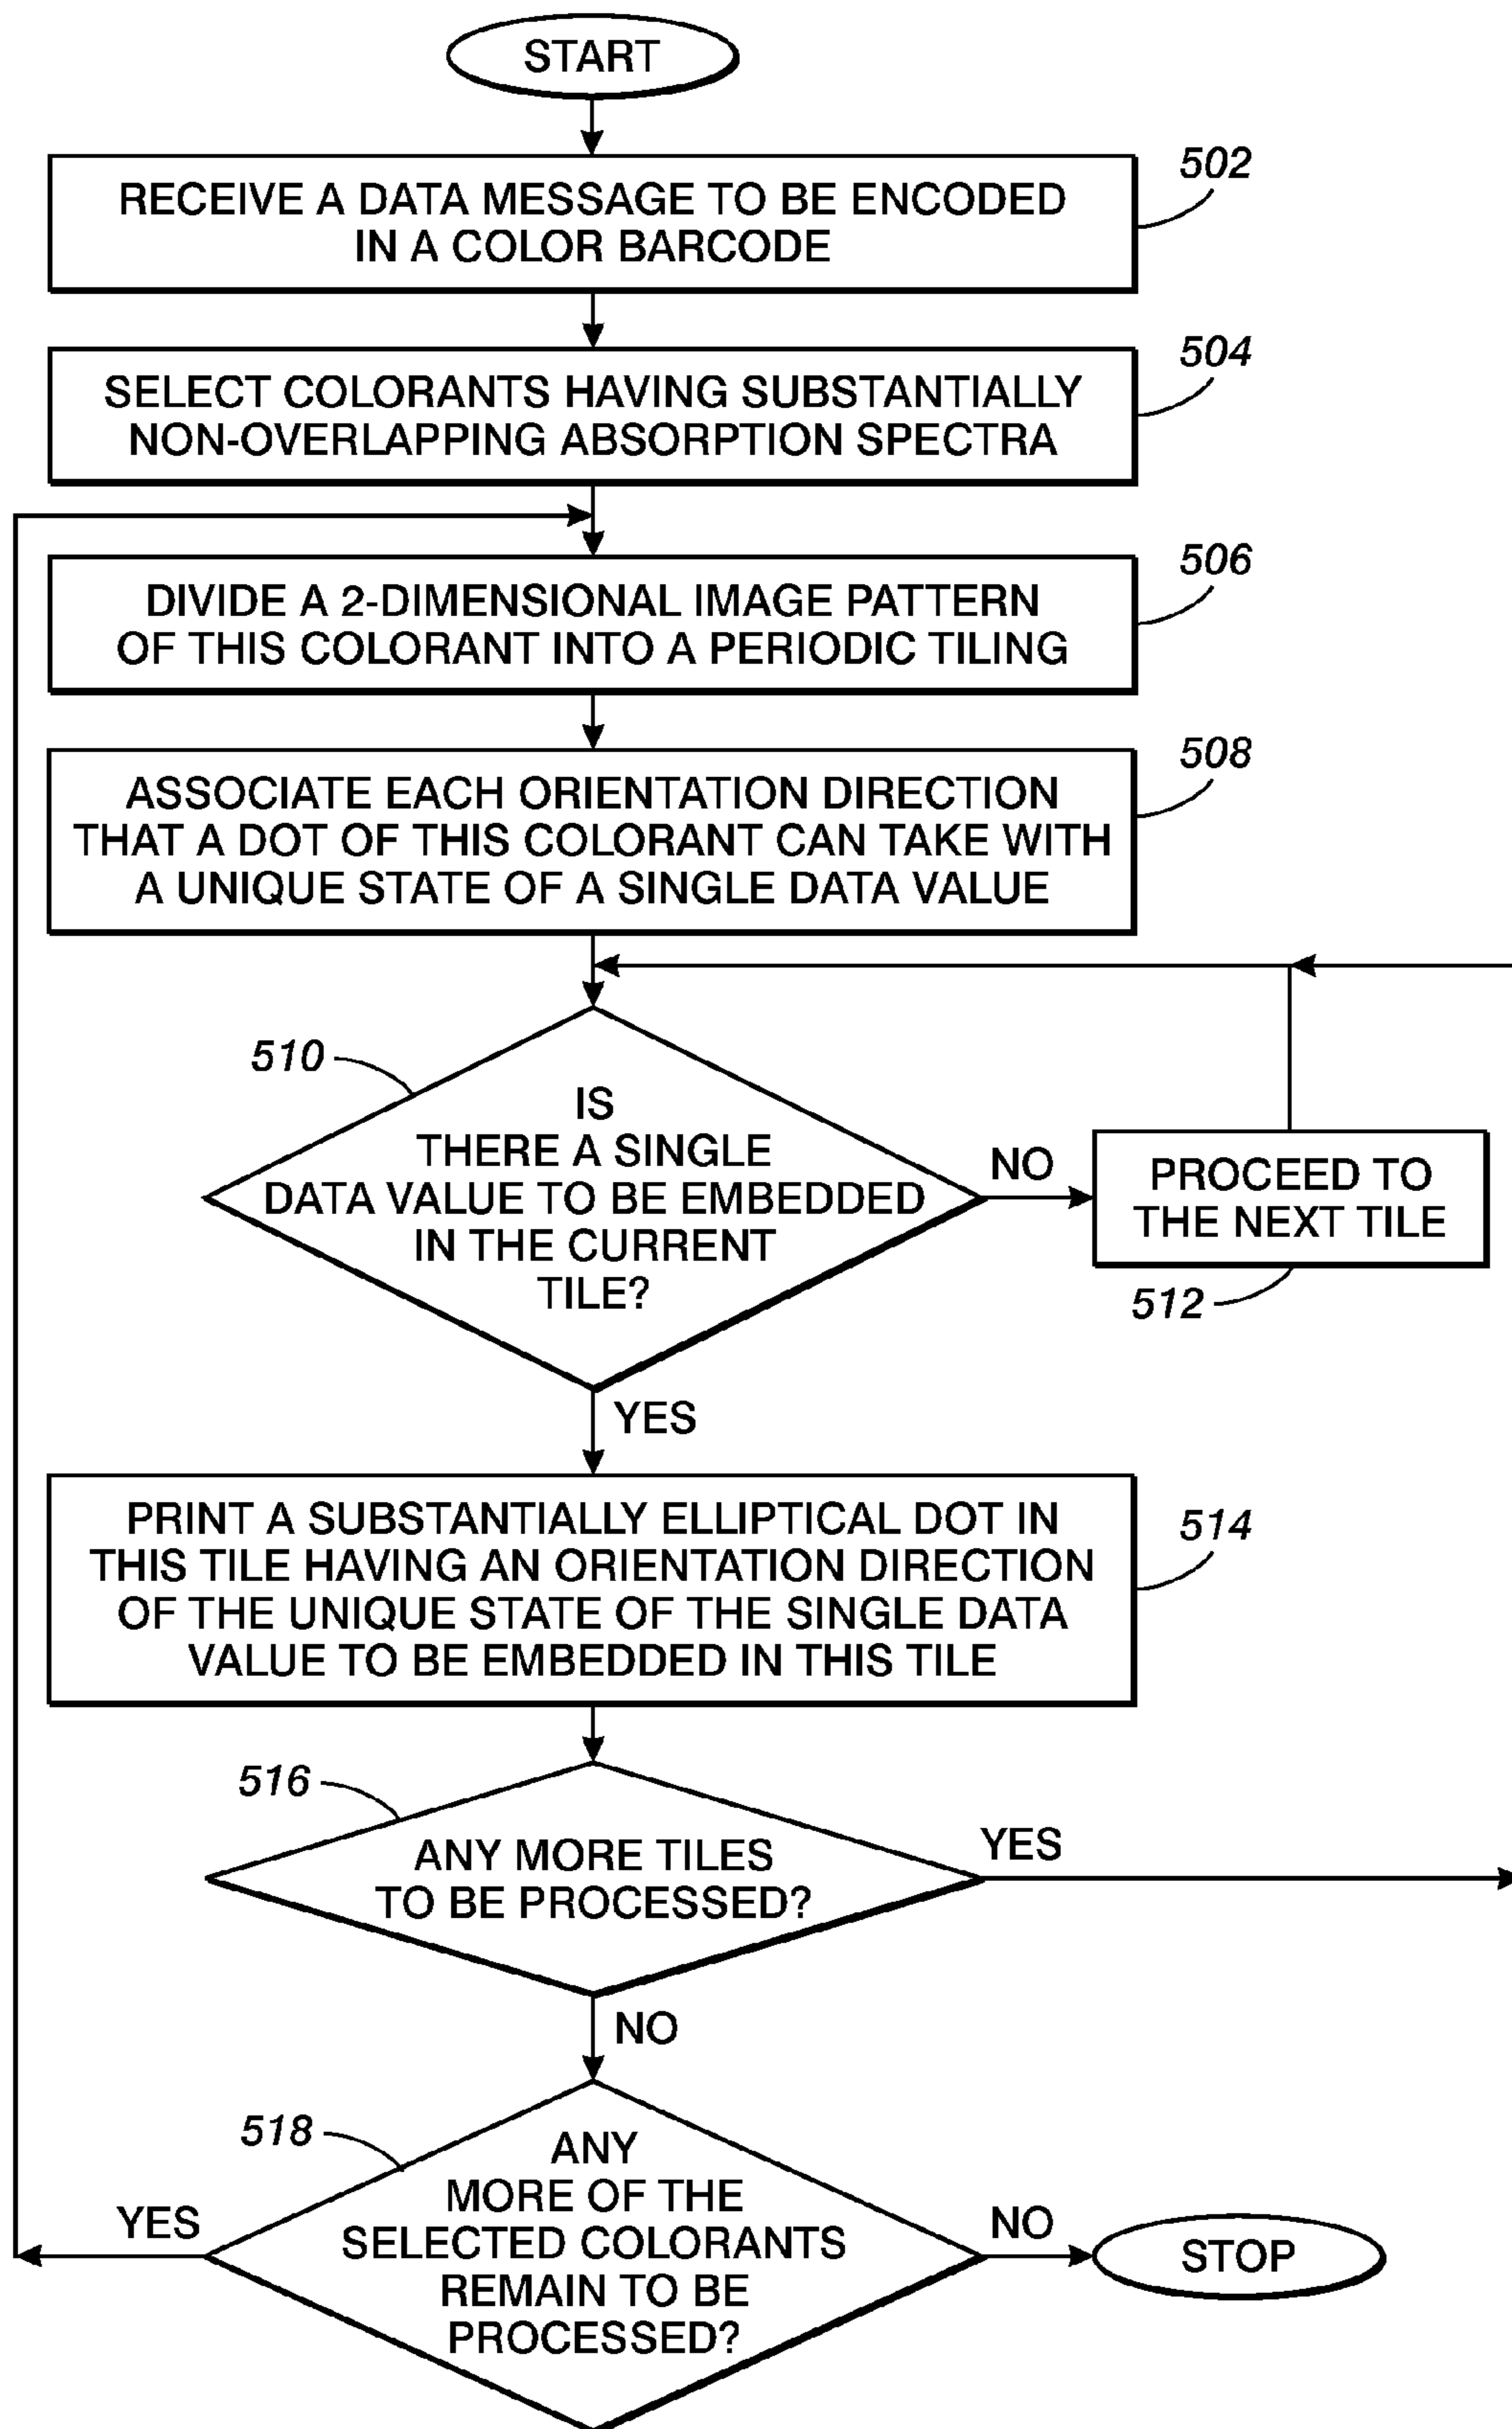 START
502
RECEIVE A DATA MESSAGE TO BE ENCODED
IN A COLOR BARCODE
504
SELECT COLORANTS HAVING SUBSTANTIALLY
NON-OVERLAPPING ABSORPTION SPECTRA
506
DIVIDE A 2-DIMENSIONAL IMAGE PATTERN
OF THIS COLORANT INTO A PERIODIC TILING
508
ASSOCIATE EACH ORIENTATION DIRECTION
THAT A DOT OF THIS COLORANT CAN TAKE WITH
A UNIQUE STATE OF A SINGLE DATA VALUE
510
IS
THERE A SINGLE
DATA VALUE TO BE EMBEDDED
IN THE CURRENT
TILE?
NO
PROCEED TO
THE NEXT TILE
512
YES
PRINT A SUBSTANTIALLY ELLIPTICAL DOT IN
THIS TILE HAVING AN ORIENTATION DIRECTION
OF THE UNIQUE STATE OF THE SINGLE DATA
VALUE TO BE EMBEDDED IN THIS TILE
514
516
ANY MORE TILES
TO BE PROCESSED?
YES
NO
518
ANY
MORE OF THE
SELECTED COLORANTS
REMAIN TO BE
PROCESSED?
YES
NO
STOP